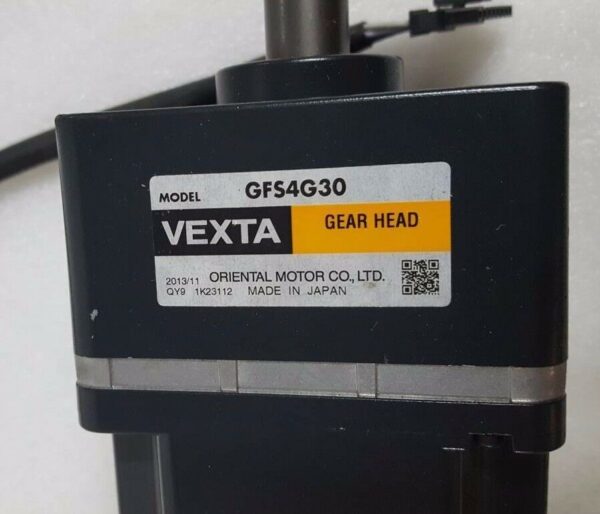 MODEL GFS4G30
VEXTA GEAR HEAD
2013/11 ORIENTAL MOTOR CO., LTD.
QY9 1K23112 MADE IN JAPAN